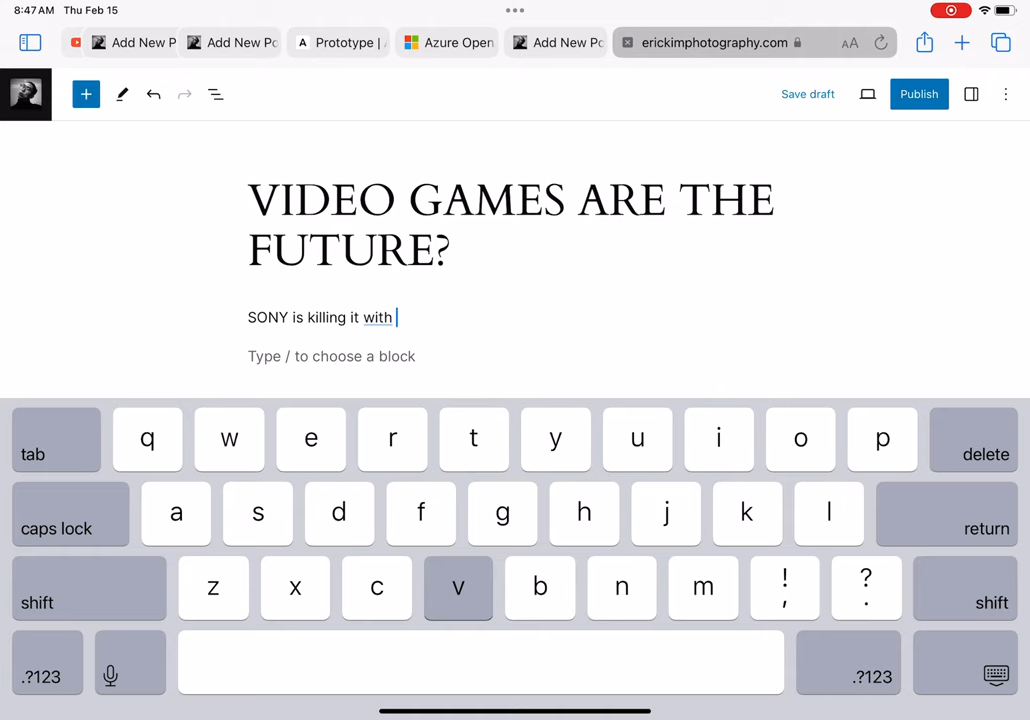 8:47 AM Thu Feb 15
Add New P
Add New Po
Prototype | 
Azure Open
Add New Po
erickimphotography.com
AA
Save draft
Publish
VIDEO GAMES ARE THE
FUTURE?
SONY is killing it with
Type / to choose a block
tab q w e r t y u i o p delete
caps lock a s d f g h j k l return
shift z x c v b n m ! , ? . shift
.?123 .?123